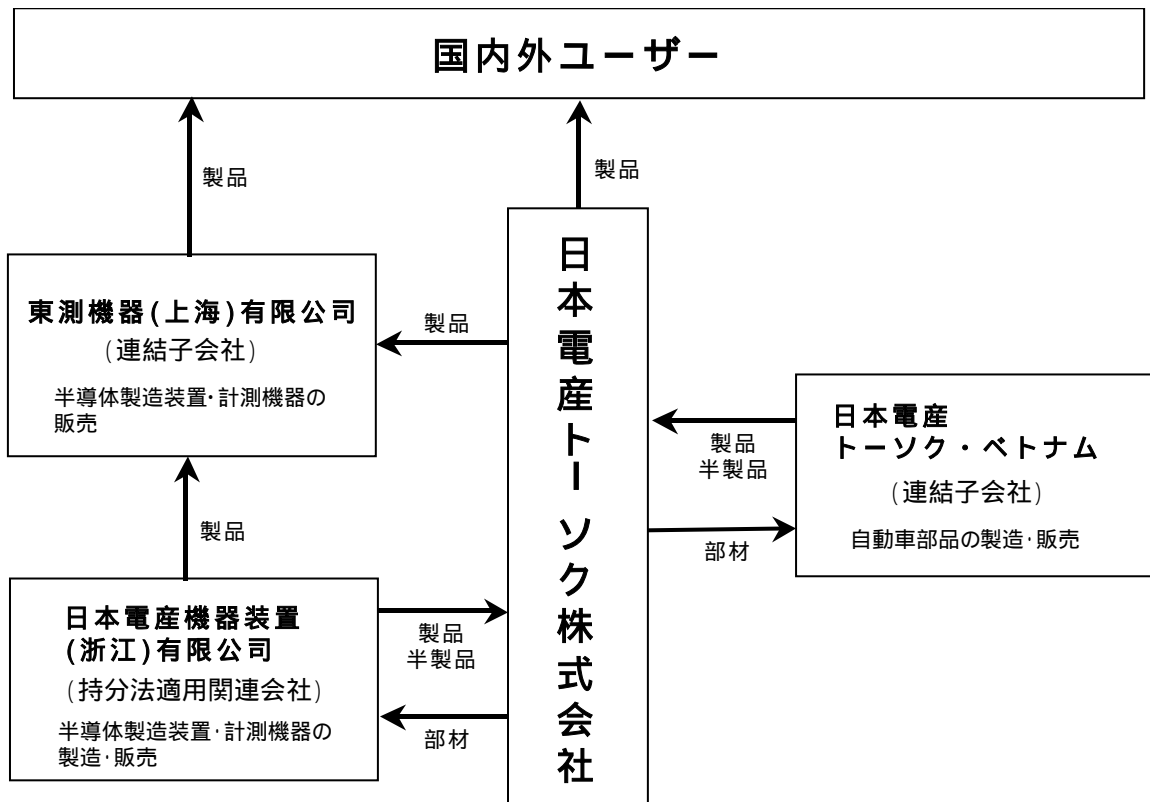 国内外ユーザー
製品
製品
東測機器(上海)有限公司
(連結子会社)
半導体製造装置・計測機器の
販売
製品
日本電産トーソク株式会社
製品
半製品
部材
日本電産
トーソク・ベトナム
(連結子会社)
自動車部品の製造・販売
製品
日本電産機器装置
(浙江)有限公司
(持分法適用関連会社)
半導体製造装置・計測機器の
製造・販売
製品
半製品
部材